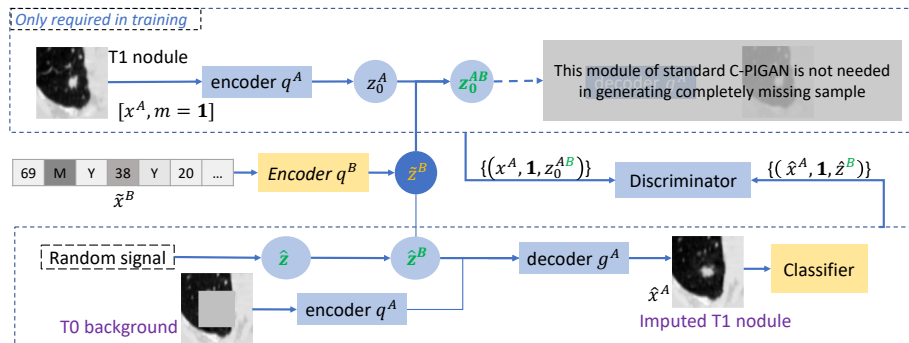 Only required in training
T1 nodule
encoder q^A
z_0^A
z_0^{AB}
This module of standard C-PIGAN is not needed
in generating completely missing sample
[x^A, m = 1]
69 M Y 38 Y 20 ...
x̃^B
Encoder q^B
z̃^B
{(x^A, 1, z_0^{AB})}
Discriminator
{( x̂^A, 1, ẑ^B)}
Random signal
ẑ
ẑ^B
decoder g^A
Classifier
x̂^A
T0 background
encoder q^A
Imputed T1 nodule